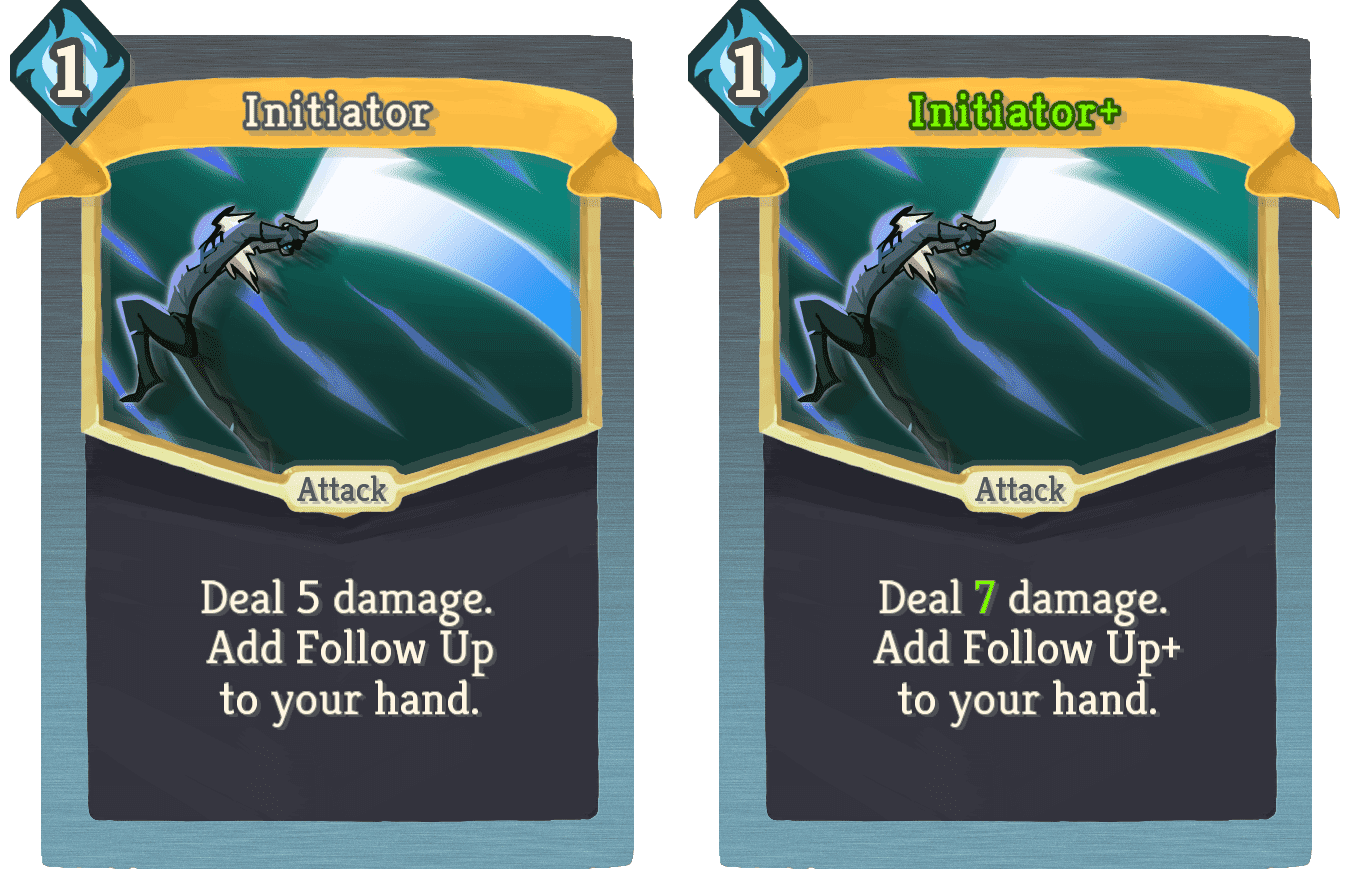 1
Initiator
Attack
Deal 5 damage.
Add Follow Up
to your hand.
1
Initiator+
Attack
Deal 7 damage.
Add Follow Up+
to your hand.